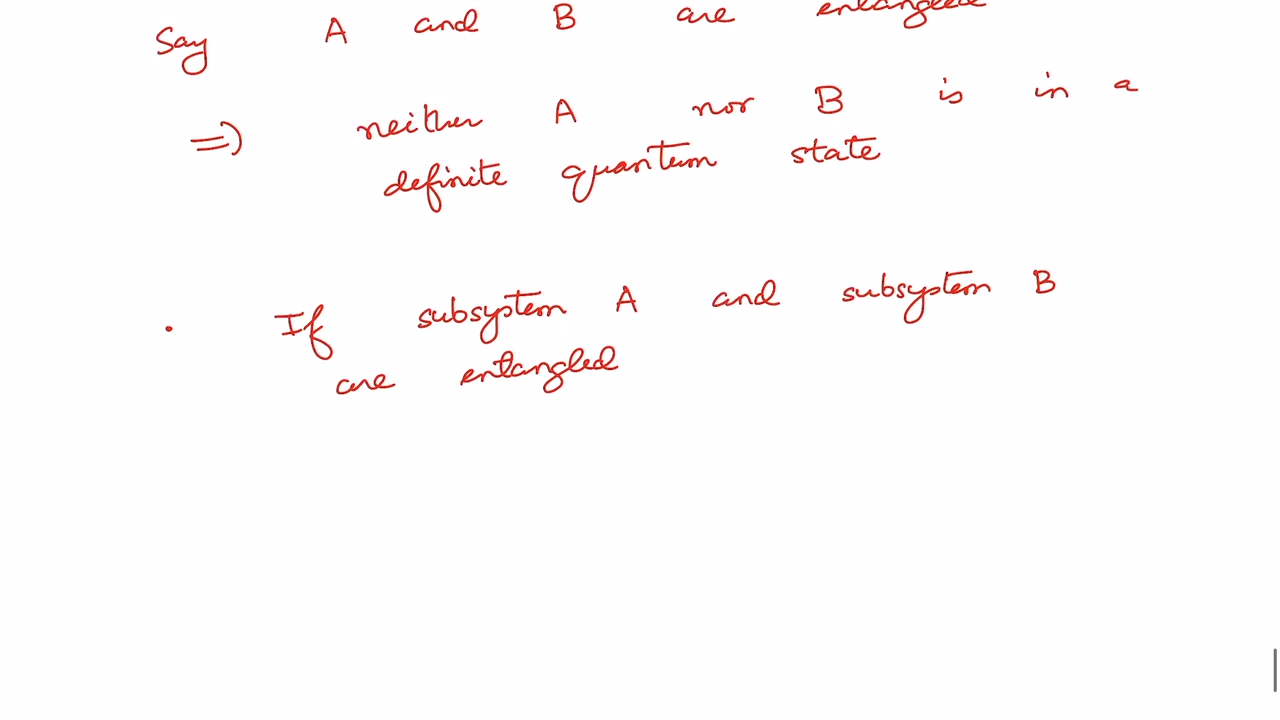 Say A and B are entangled
=> neither A nor B is in a
definite quantum state
• If subsystem A and subsystem B
are entangled